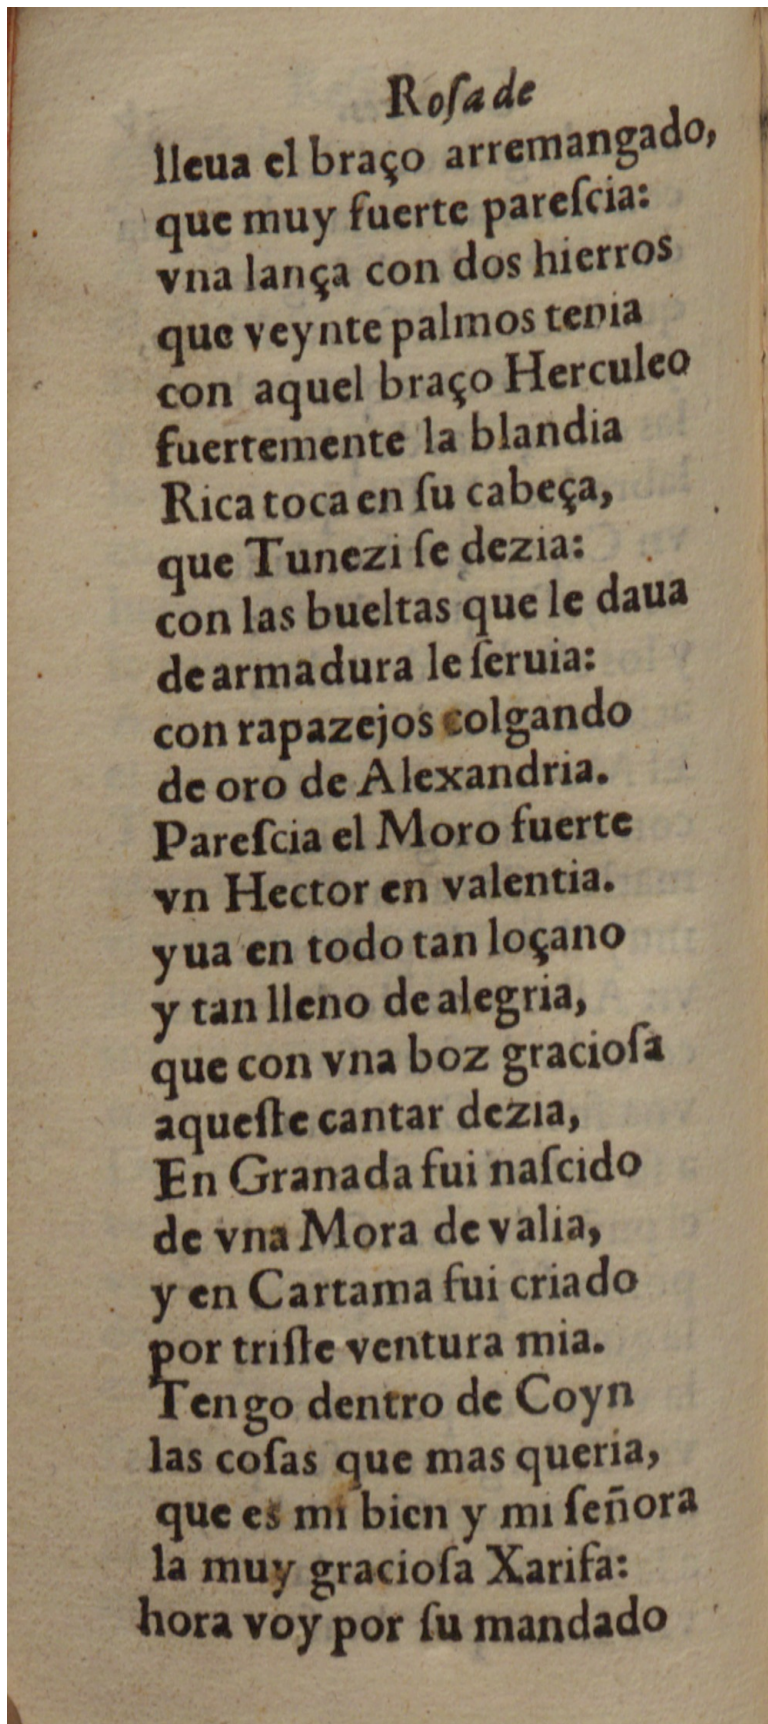 Roſa de
lleua el braço arremangado,
que muy fuerte pareſcia:
vna lança con dos hierros
que veynte palmos tenia
con aquel braço Herculeo
fuertemente la blandia
Rica toca en ſu cabeça,
que Tunezi ſe dezia:
con las bueltas que le daua
de armadura le ſeruia:
con rapazejos colgando
de oro de Alexandria.
Pareſcia el Moro fuerte
vn Hector en valentia.
yua en todo tan loçano
y tan lleno de alegria,
que con vna boz gracioſa
aqueſte cantar dezia,
En Granada fui naſcido
de vna Mora de valia,
y en Cartama fui criado
por triſte ventura mia.
Tengo dentro de Coyn
las coſas que mas queria,
que es mi bien y mi ſeñora
la muy gracioſa Xarifa:
hora voy por ſu mandado